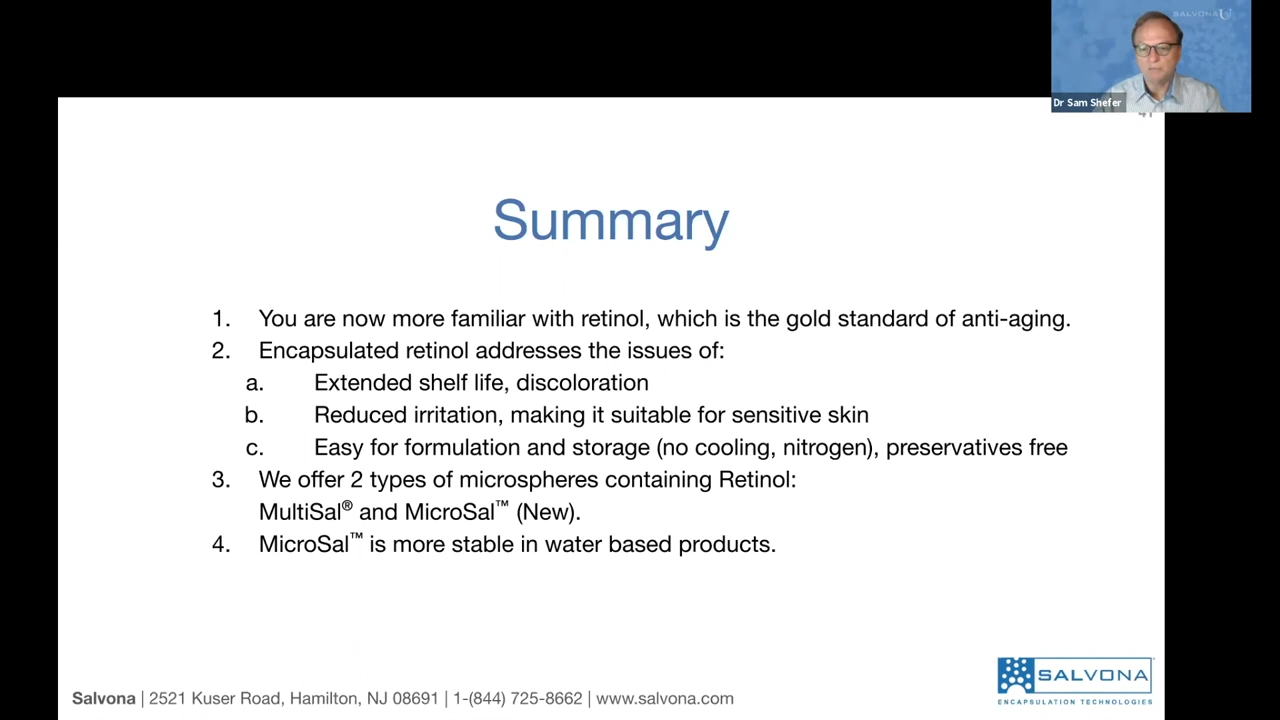 SALVONA
Dr Sam Shefer
Summary
1. You are now more familiar with retinol, which is the gold standard of anti-aging.
2. Encapsulated retinol addresses the issues of:
a. Extended shelf life, discoloration
b. Reduced irritation, making it suitable for sensitive skin
c. Easy for formulation and storage (no cooling, nitrogen), preservatives free
3. We offer 2 types of microspheres containing Retinol:
MultiSal® and MicroSal™ (New).
4. MicroSal™ is more stable in water based products.
Salvona | 2521 Kuser Road, Hamilton, NJ 08691 | 1-(844) 725-8662 | www.salvona.com
SALVONA
ENCAPSULATION TECHNOLOGIES